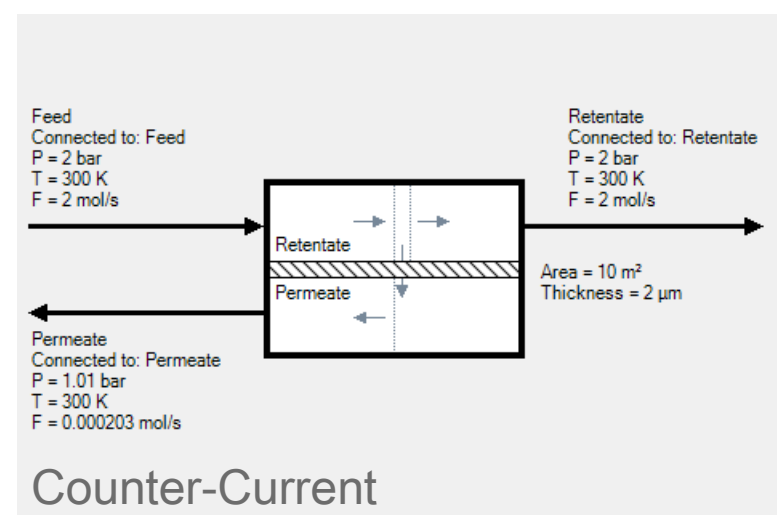 Feed
Connected to: Feed
P = 2 bar
T = 300 K
F = 2 mol/s
Retentate
Connected to: Retentate
P = 2 bar
T = 300 K
F = 2 mol/s
Retentate
Permeate
Area = 10 m²
Thickness = 2 µm
Permeate
Connected to: Permeate
P = 1.01 bar
T = 300 K
F = 0.000203 mol/s
Counter-Current